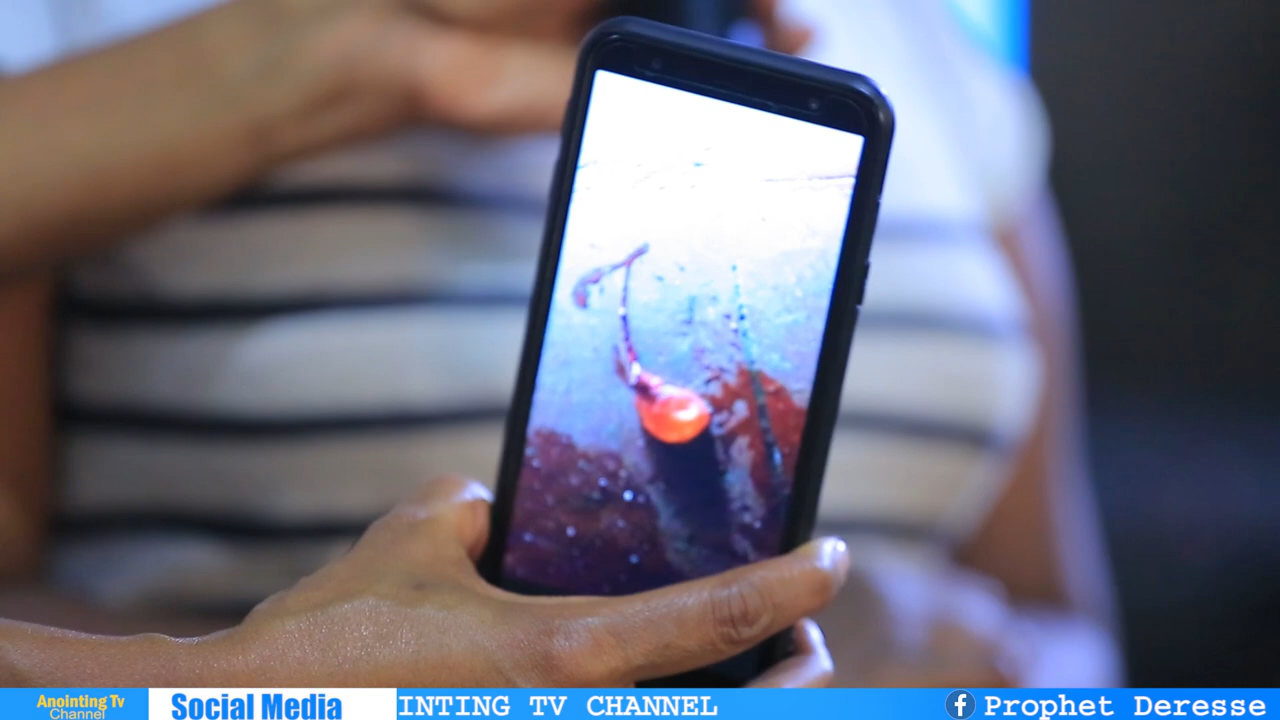 Anointing Tv
Channel
Social Media
INTING TV CHANNEL
Prophet Deresse